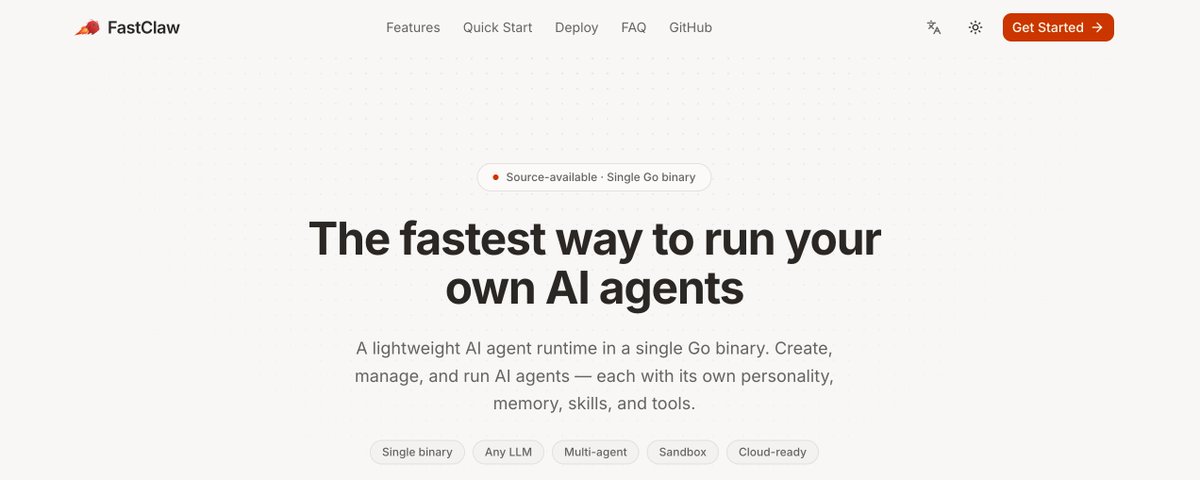 FastClaw
Features
Quick Start
Deploy
FAQ
GitHub
Get Started →
Source-available · Single Go binary
The fastest way to run your
own AI agents
A lightweight AI agent runtime in a single Go binary. Create,
manage, and run AI agents — each with its own personality,
memory, skills, and tools.
Single binary
Any LLM
Multi-agent
Sandbox
Cloud-ready